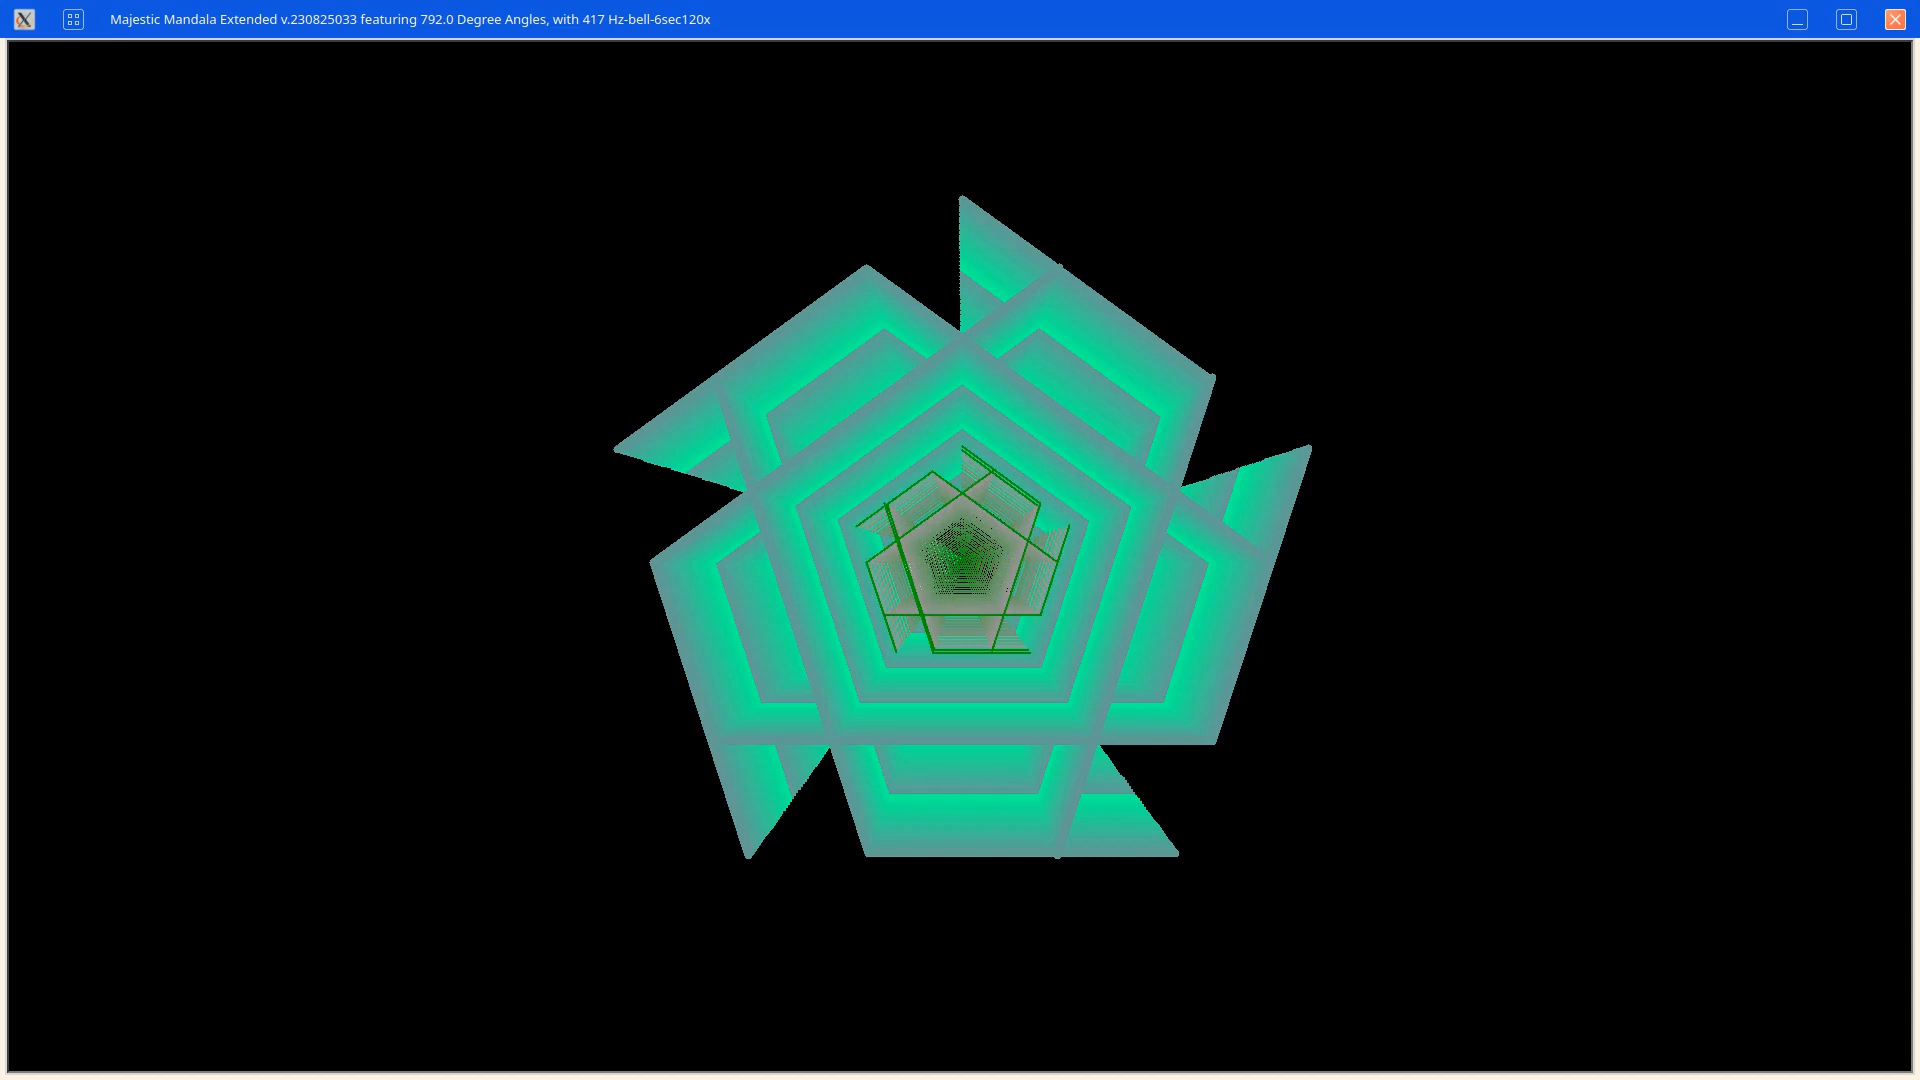 Majestic Mandala Extended v.230825033 featuring 792.0 Degree Angles, with 417 Hz-bell-6sec120x